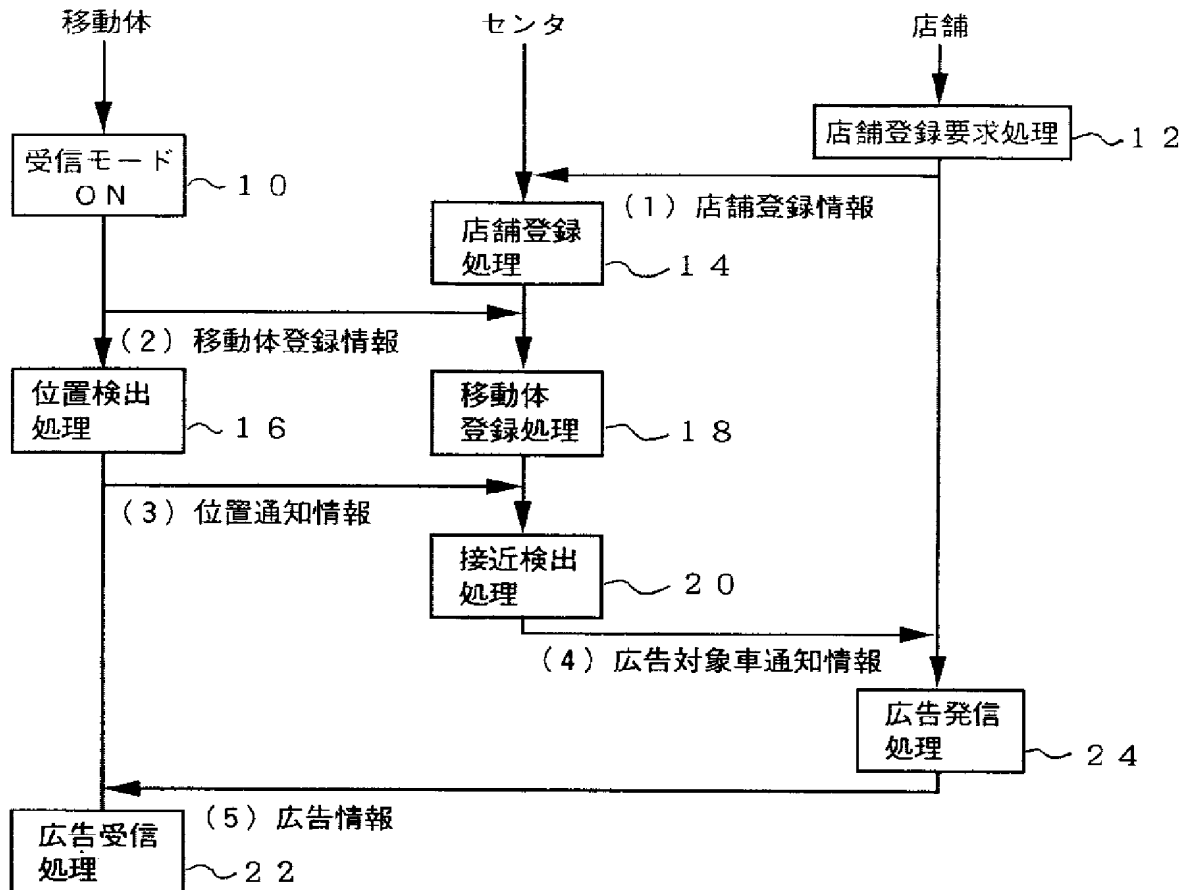 移動体
センタ
店舗
店舗登録要求処理
12
受信モード
ON
10
(1) 店舗登録情報
店舗登録
処理
14
(2) 移動体登録情報
位置検出
処理
16
移動体
登録処理
18
(3) 位置通知情報
接近検出
処理
20
(4) 広告対象車通知情報
広告発信
処理
24
(5) 広告情報
広告受信
処理
22